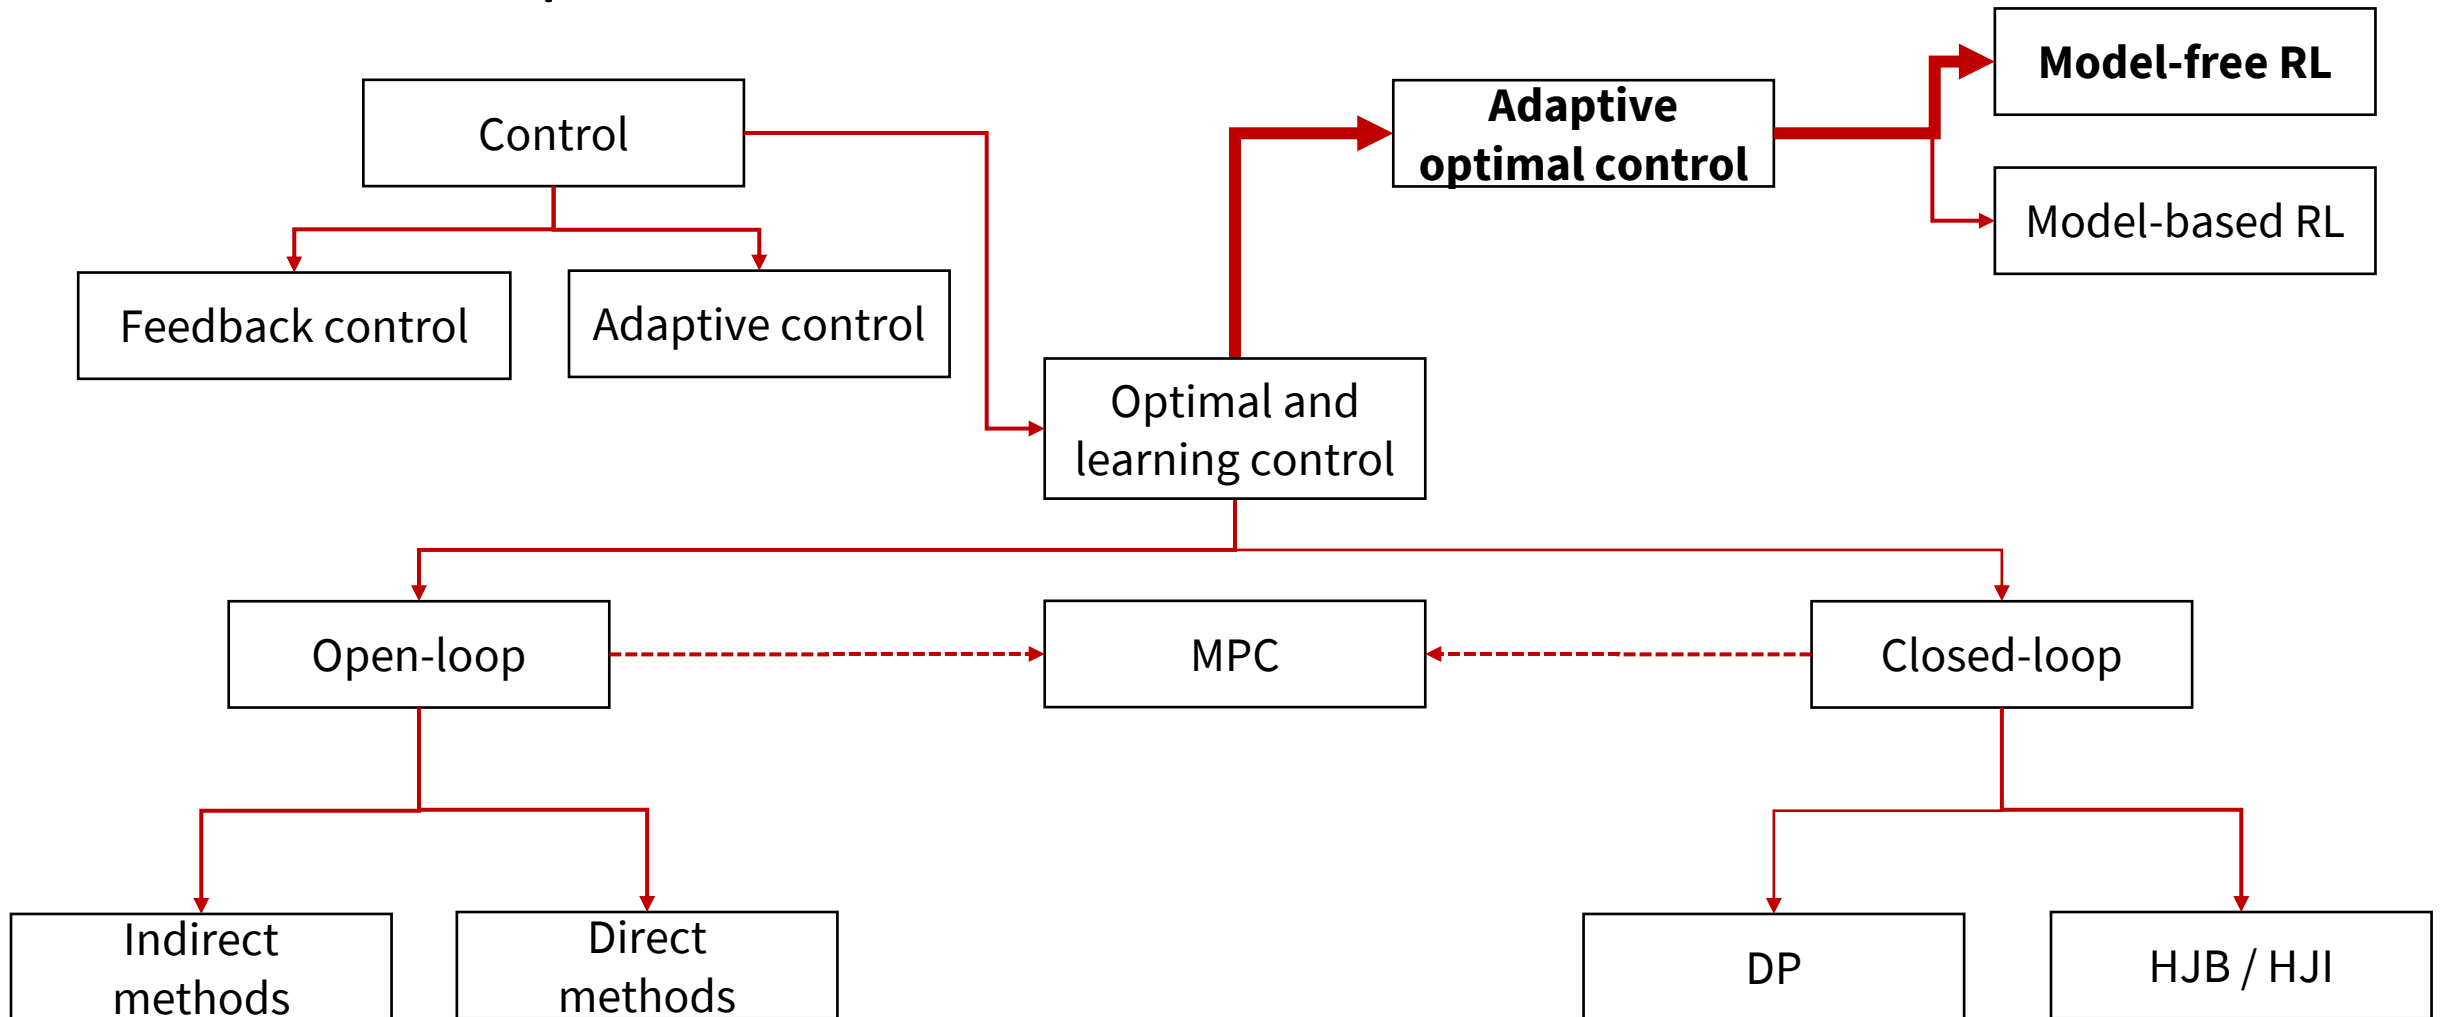 Model-free RL
Control
Adaptive
optimal control
Model-based RL
Feedback control
Adaptive control
Optimal and
learning control
Open-loop
MPC
Closed-loop
Indirect
methods
Direct
methods
DP
HJB / HJI